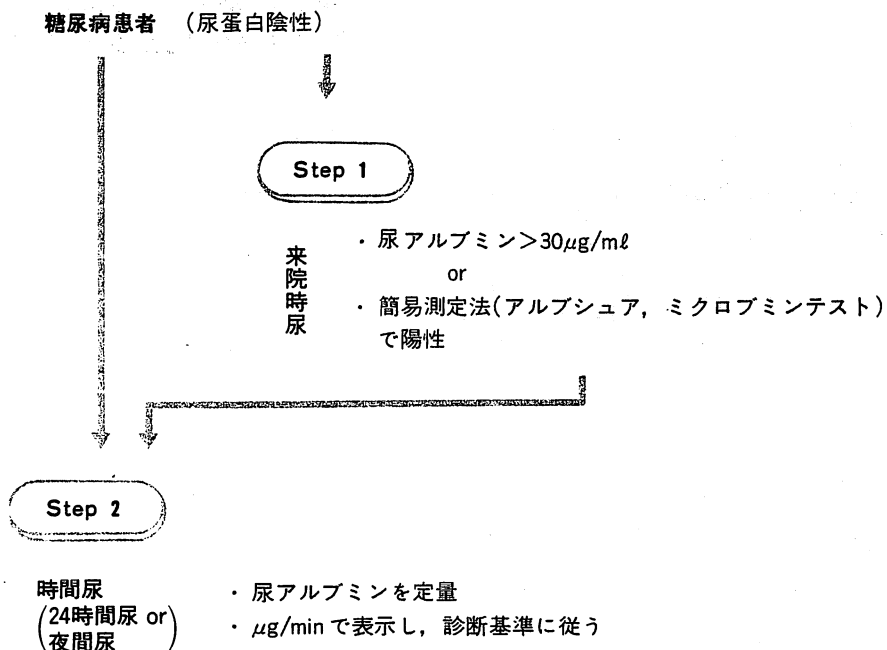 糖尿病患者 (尿蛋白陰性)
Step 1
来院時尿
・尿アルブミン>30μg/mℓ
or
・簡易測定法(アルブシュア, ミクロブミンテスト)
で陽性
Step 2
時間尿
(24時間尿 or
夜間尿)
・尿アルブミンを定量
・μg/minで表示し, 診断基準に従う